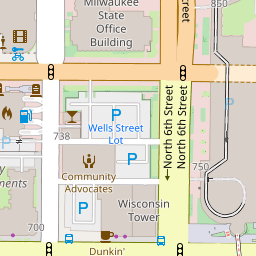 Milwaukee
State
Office
Building
850
Street
P
P
Wells Street
Lot
738
P
Community
Advocates
P
North 6th Street
North 6th Street
750
Wisconsin
Tower
700
Dunkin'